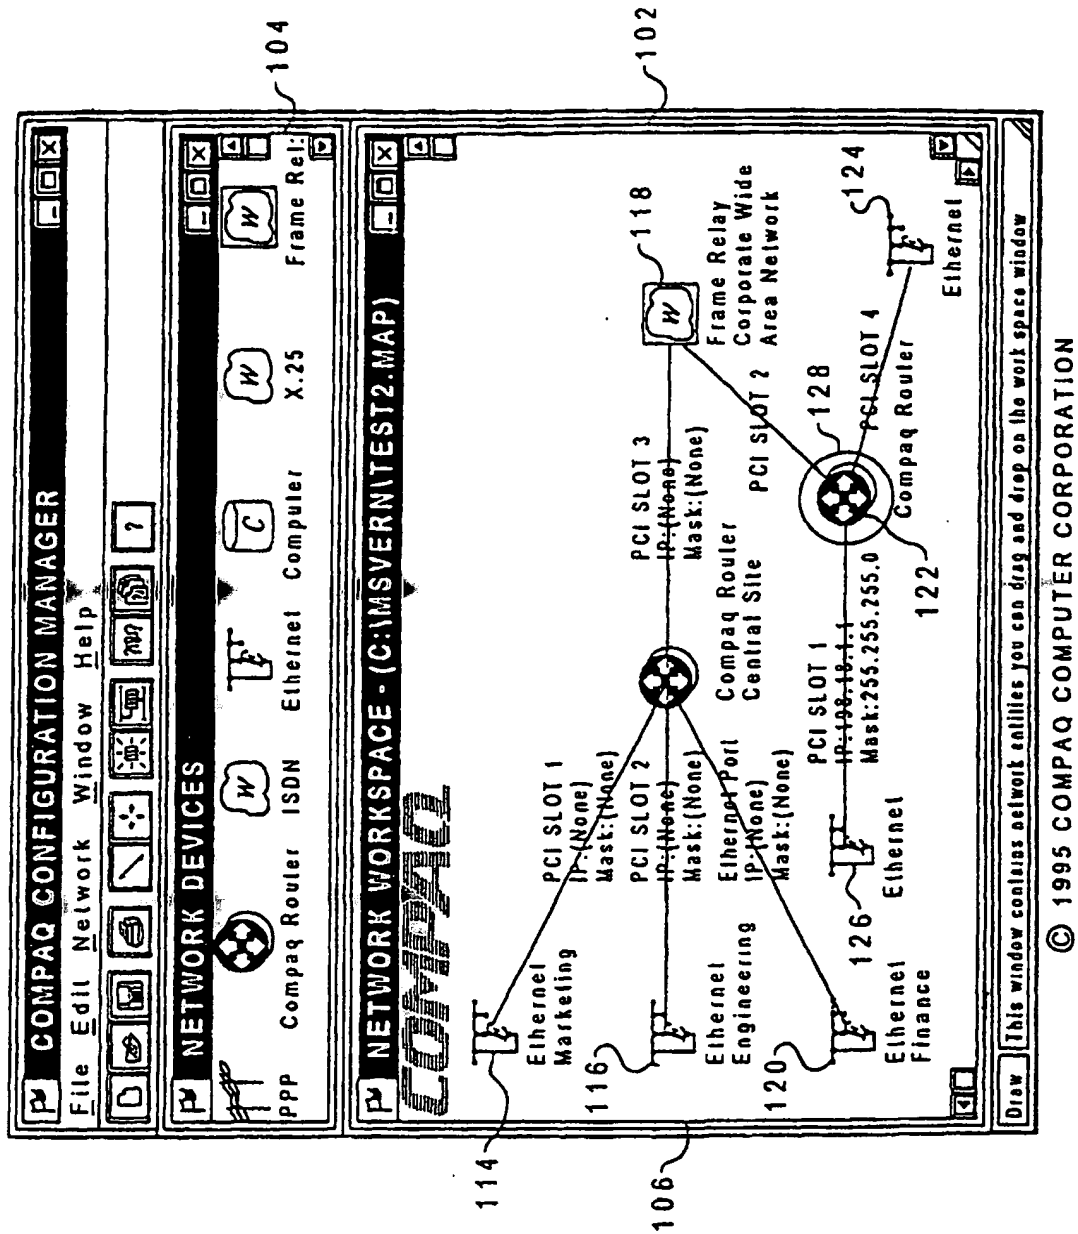 COMPAQ CONFIGURATION MANAGER
File Edit Network Window Help
?
NETWORK DEVICES
PPP
Compaq Router
W
ISDN
E
Ethernet
C
Computer
W
X.25
W
Frame Rel:
104
NETWORK WORKSPACE - (C:\MSVERN\TEST2.MAP)
COMPAQ
102
114
E
Ethernet
Marketing
PCI SLOT 1
IP:(None)
Mask:(None)
116
E
Ethernet
Engineering
PCI SLOT 2
IP:(None)
Mask:(None)
120
E
Ethernet
Finance
Ethernet Port
IP:(None)
Mask:(None)
Compaq Router
Central Site
PCI SLOT 3
IP:(None)
Mask:(None)
118
W
Frame Relay
Corporate Wide
Area Network
PCI SLOT 2
128
126
E
Ethernet
PCI SLOT 1
IP:198.18.1.1
Mask:255.255.255.0
122
Compaq Router
PCI SLOT 4
124
E
Ethernet
106
Draw
This window contains network entities you can drag and drop on the work space window
© 1995 COMPAQ COMPUTER CORPORATION